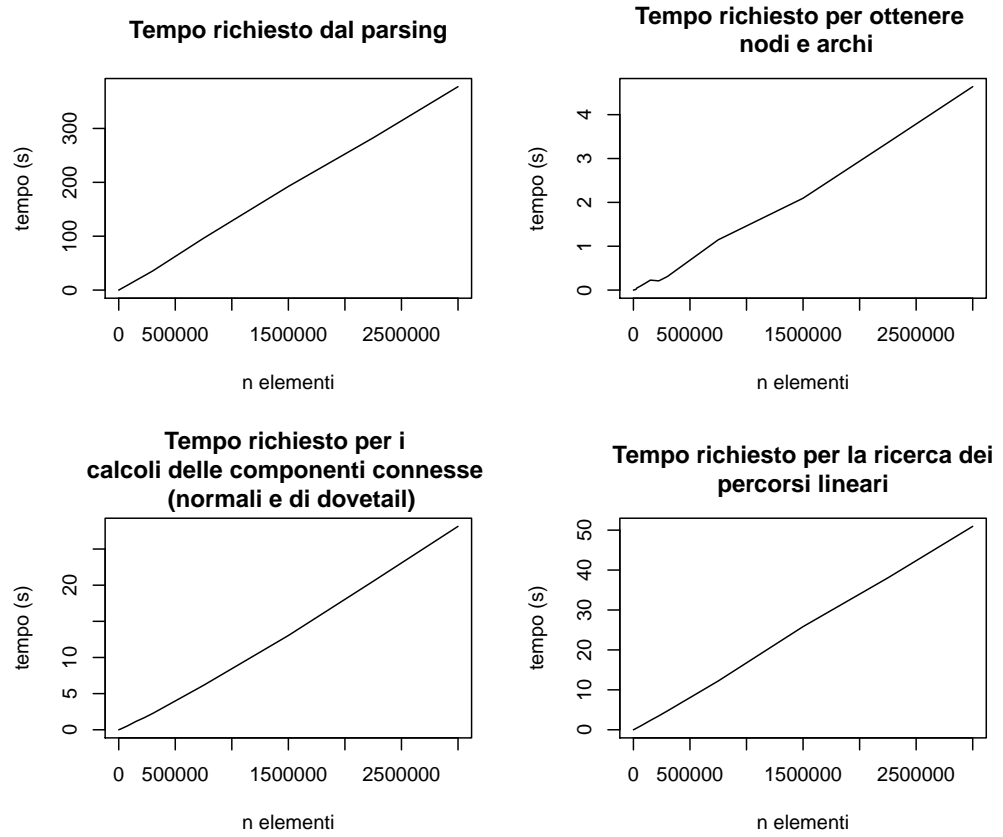 Tempo richiesto dal parsing
tempo (s)
300
200
100
0
0 500000 1500000 2500000
n elementi
Tempo richiesto per ottenere
nodi e archi
tempo (s)
4
3
2
1
0
0 500000 1500000 2500000
n elementi
Tempo richiesto per i
calcoli delle componenti connesse
(normali e di dovetail)
tempo (s)
20
10
5
0
0 500000 1500000 2500000
n elementi
Tempo richiesto per la ricerca dei
percorsi lineari
tempo (s)
50
40
30
20
10
0
0 500000 1500000 2500000
n elementi